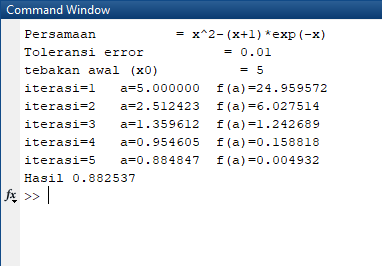 Command Window
Persamaan = x^2-(x+1)*exp(-x)
Toleransi error = 0.01
tebakan awal (x0) = 5
iterasi=1 a=5.000000 f(a)=24.959572
iterasi=2 a=2.512423 f(a)=6.027514
iterasi=3 a=1.359612 f(a)=1.242689
iterasi=4 a=0.954605 f(a)=0.158818
iterasi=5 a=0.884847 f(a)=0.004932
Hasil 0.882537
fx >>